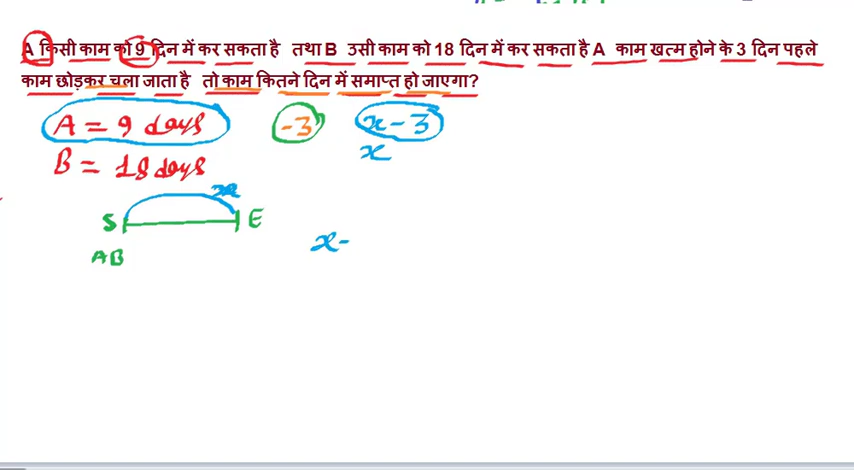 A किसी काम को 9 दिन में कर सकता है तथा B उसी काम को 18 दिन में कर सकता है A काम खत्म होने के 3 दिन पहले
काम छोड़कर चला जाता है तो काम कितने दिन में समाप्त हो जाएगा?
A = 9 days -3 x-3
B = 18 days x
x
S E
AB x-